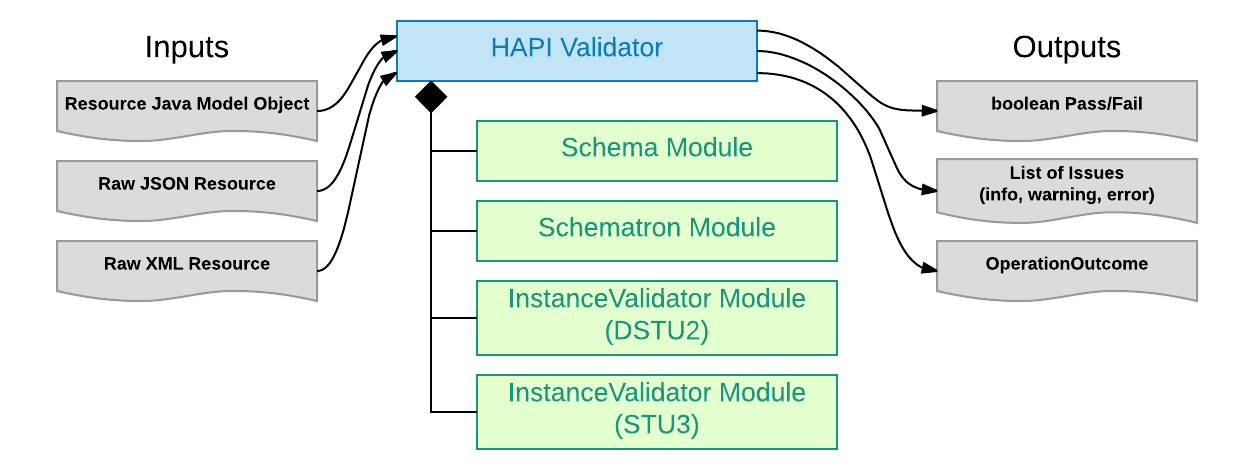 Inputs
Resource Java Model Object
Raw JSON Resource
Raw XML Resource
HAPI Validator
Schema Module
Schematron Module
InstanceValidator Module
(DSTU2)
InstanceValidator Module
(STU3)
Outputs
boolean Pass/Fail
List of Issues
(info, warning, error)
OperationOutcome